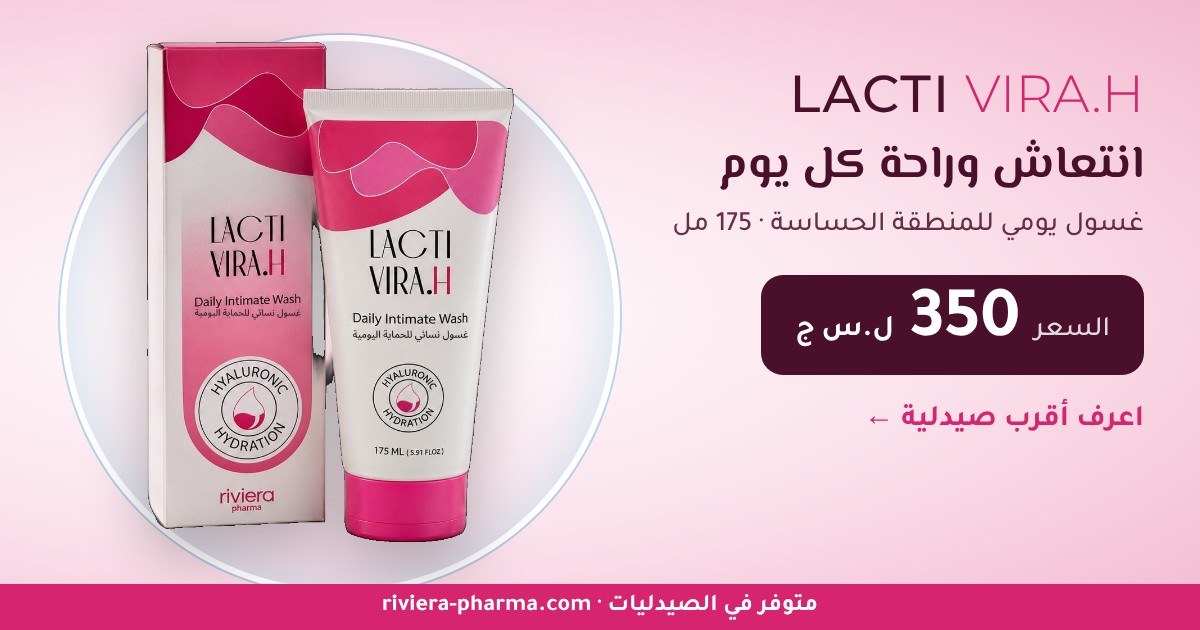 LACTI VIRA.H
انتعاش وراحة كل يوم
غسول يومي للمنطقة الحساسة · 175 مل
السعر 350 ل.س ج
اعرف أقرب صيدلية ←
LACTI
VIRA.H
Daily Intimate Wash
غسول نسائي للحماية اليومية
HYALURONIC
HYDRATION
riviera
pharma
LACTI
VIRA.H
Daily Intimate Wash
غسول نسائي للحماية اليومية
HYALURONIC
HYDRATION
175 ML (5.91 FLOZ)
متوفر في الصيدليات · riviera-pharma.com